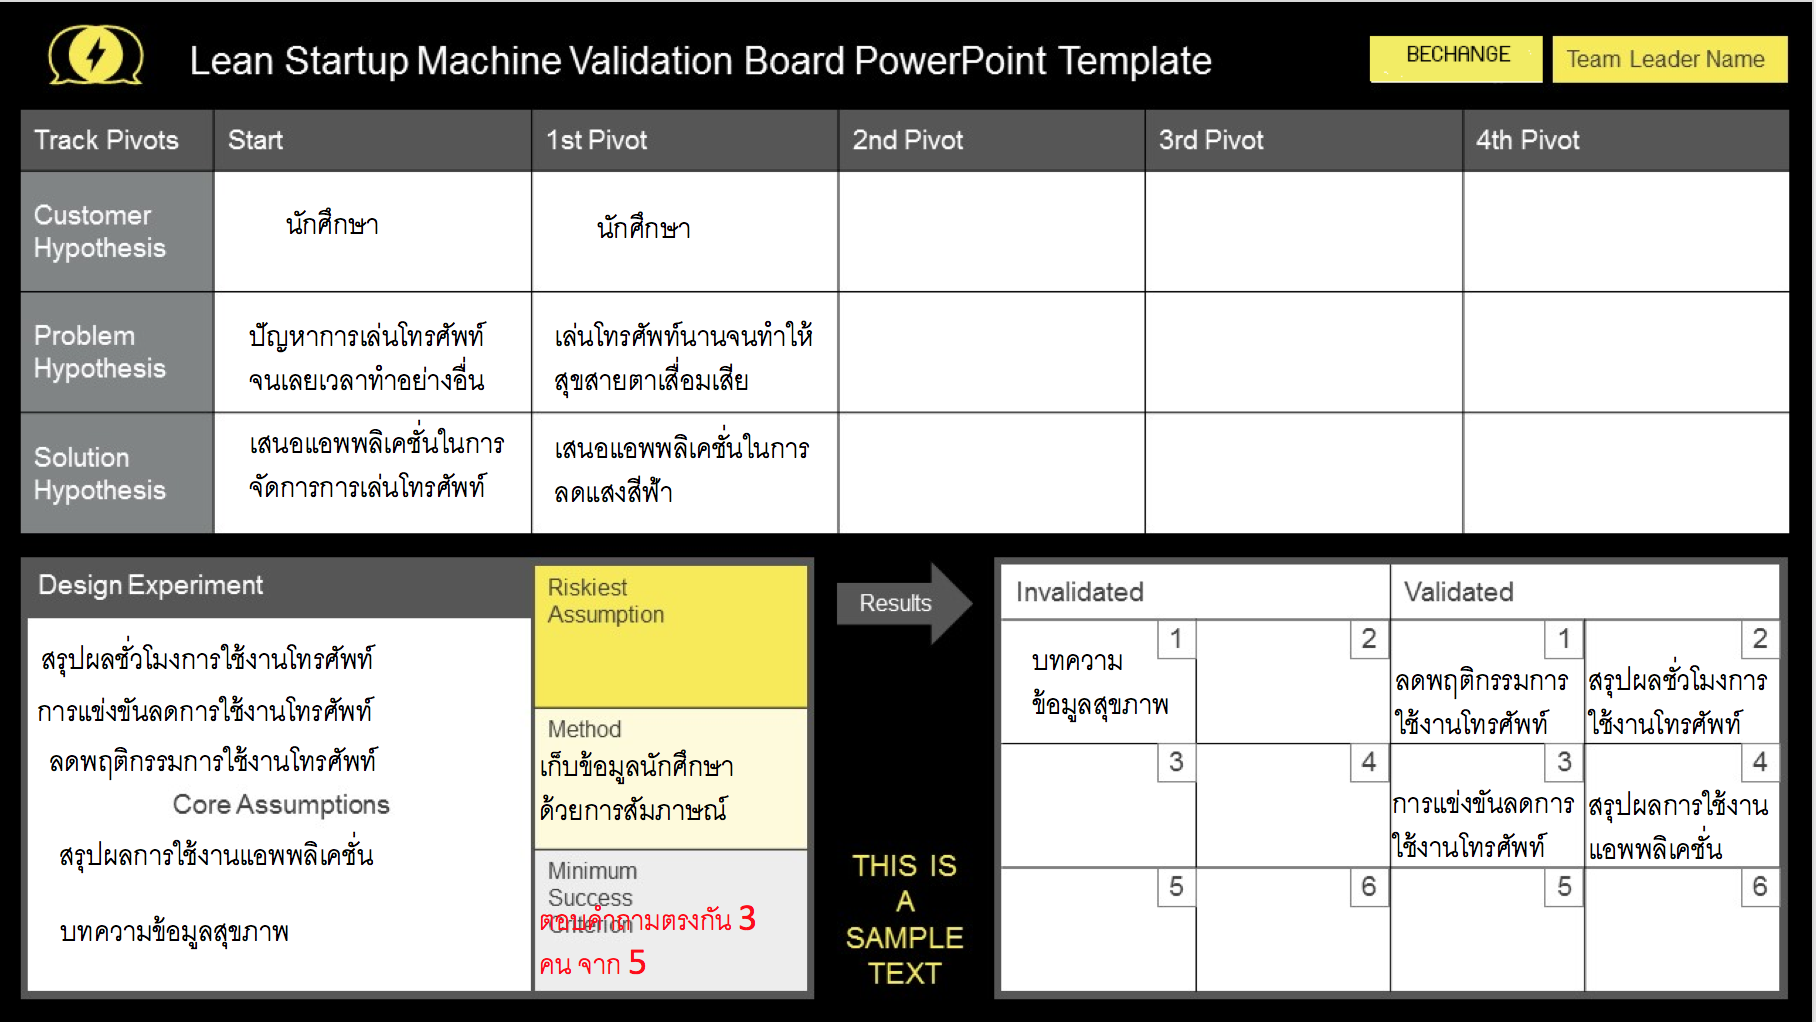 Lean Startup Machine Validation Board PowerPoint Template
BECHANGE
Team Leader Name
Track Pivots
Start
1st Pivot
2nd Pivot
3rd Pivot
4th Pivot
Customer
Hypothesis
นักศึกษา
นักศึกษา
Problem
Hypothesis
ปัญหาการเล่นโทรศัพท์
จนเลยเวลาทำอย่างอื่น
เล่นโทรศัพท์นานจนทำให้
สุขสายตาเสื่อมเสีย
Solution
Hypothesis
เสนอแอพพลิเคชั่นในการ
จัดการการเล่นโทรศัพท์
เสนอแอพพลิเคชั่นในการ
ลดแสงสีฟ้า
Design Experiment
สรุปผลชั่วโมงการใช้งานโทรศัพท์
การแข่งขันลดการใช้งานโทรศัพท์
ลดพฤติกรรมการใช้งานโทรศัพท์
Core Assumptions
สรุปผลการใช้งานแอพพลิเคชั่น
บทความข้อมูลสุขภาพ
Riskiest
Assumption
Method
เก็บข้อมูลนักศึกษา
ด้วยการสัมภาษณ์
Minimum
Success
Criterion
ตอบคำถามตรงกัน 3
คน จาก 5
Results
THIS IS
A
SAMPLE
TEXT
Invalidated
Validated
1
บทความ
ข้อมูลสุขภาพ
2
1
ลดพฤติกรรมการ
ใช้งานโทรศัพท์
2
สรุปผลชั่วโมงการ
ใช้งานโทรศัพท์
3
4
3
การแข่งขันลดการ
ใช้งานโทรศัพท์
4
สรุปผลการใช้งาน
แอพพลิเคชั่น
5
6
5
6